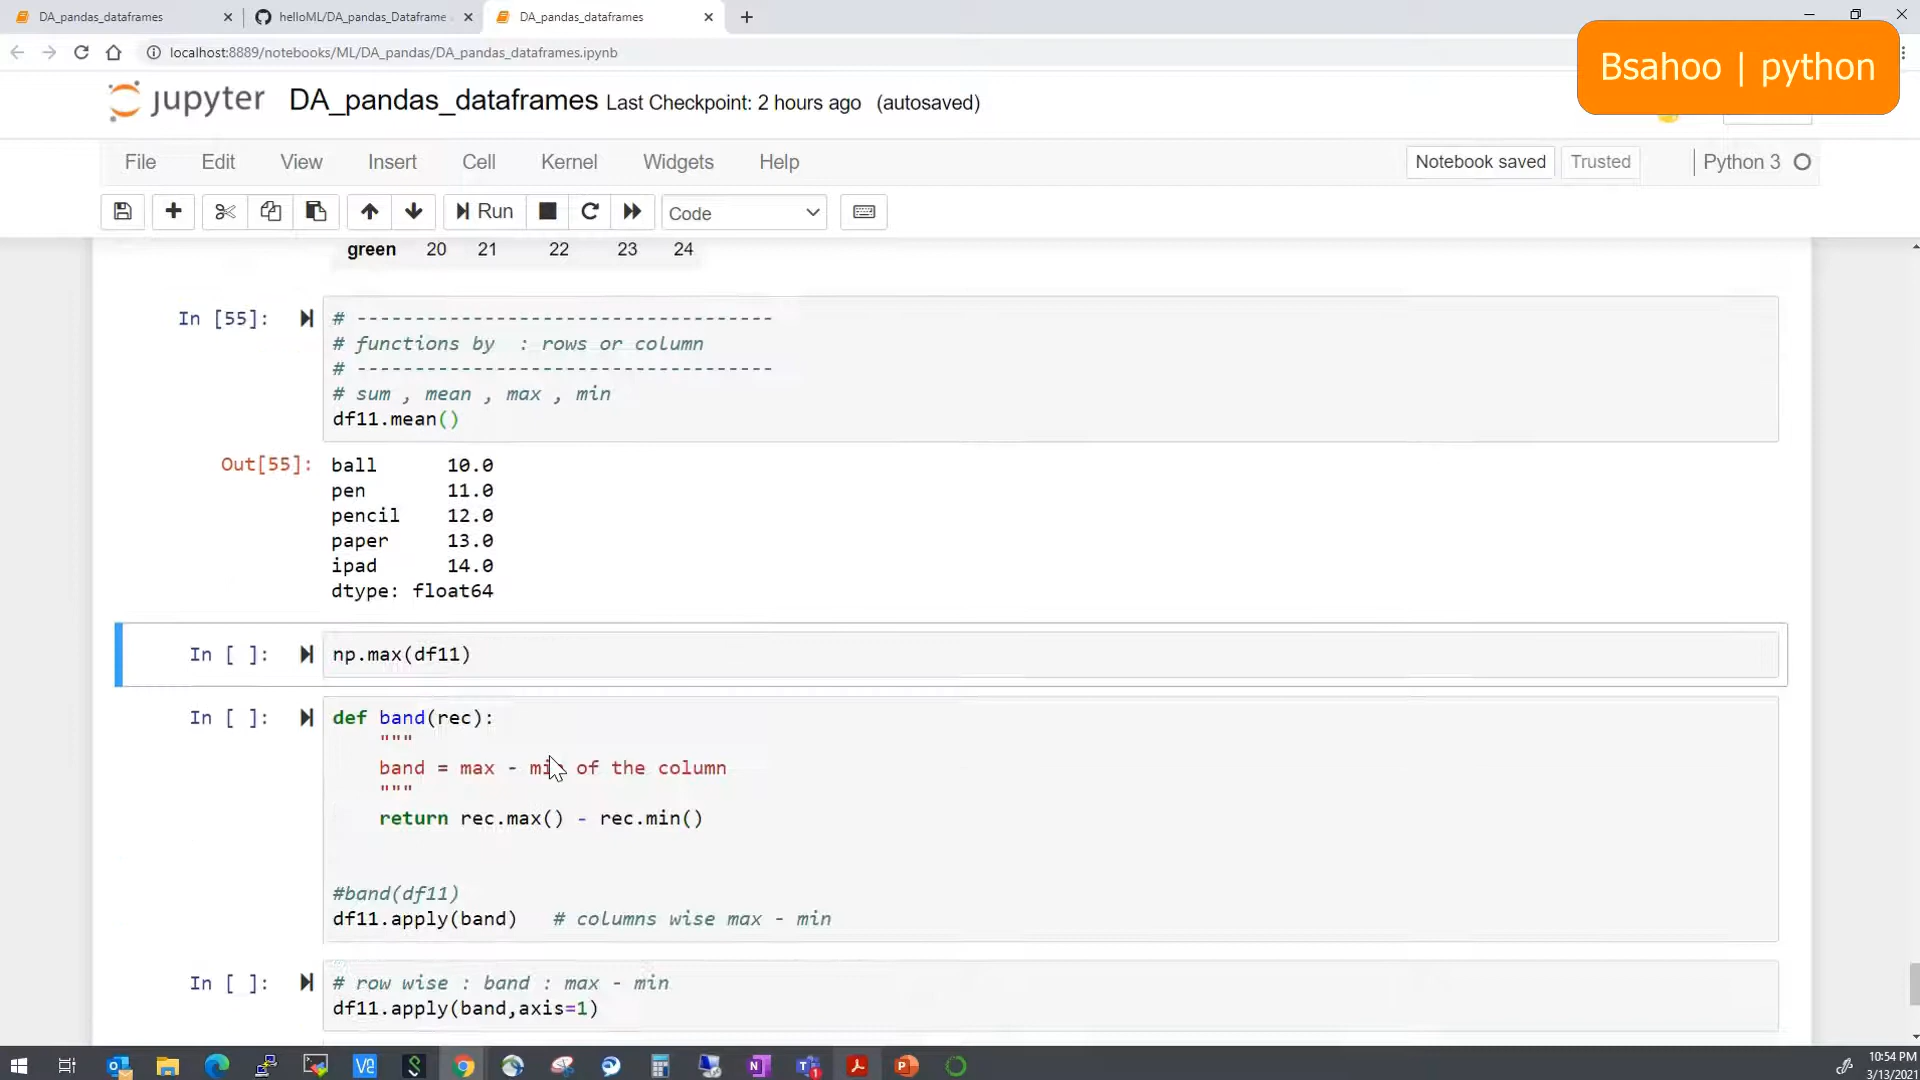 DA_pandas_dataframes
helloML/DA_pandas_Dataframe
DA_pandas_dataframes
localhost:8889/notebooks/ML/DA_pandas/DA_pandas_dataframes.ipynb
Bsahoo | python
jupyter DA_pandas_dataframes Last Checkpoint: 2 hours ago (autosaved)
File Edit View Insert Cell Kernel Widgets Help
Notebook saved Trusted Python 3
Run Code
green 20 21 22 23 24
In [55]: # ------------------------------------
# functions by : rows or column
# ------------------------------------
# sum , mean , max , min
df11.mean()
Out[55]: ball 10.0
pen 11.0
pencil 12.0
paper 13.0
ipad 14.0
dtype: float64
In [ ]: np.max(df11)
In [ ]: def band(rec):
"""
band = max - min of the column
"""
return rec.max() - rec.min()
#band(df11)
df11.apply(band) # columns wise max - min
In [ ]: # row wise : band : max - min
df11.apply(band,axis=1)
10:54 PM
3/13/2021